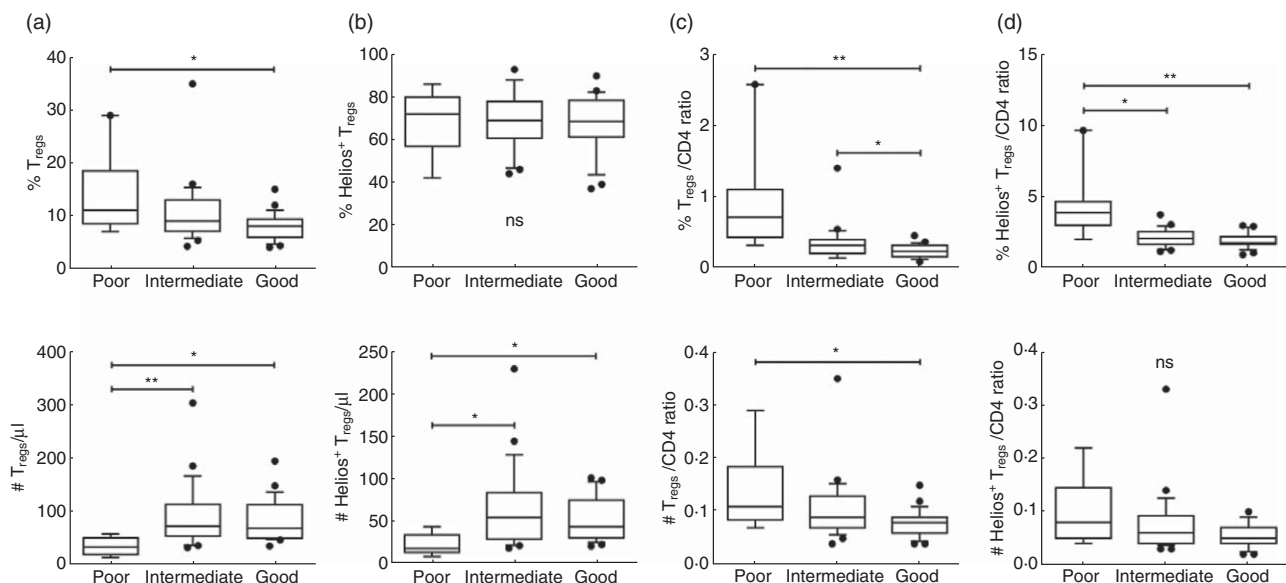 (a) (b) (c) (d)
40
30
20
10
0
% Tregs
*
Poor Intermediate Good
100
80
60
40
20
0
% Helios+ Tregs
ns
Poor Intermediate Good
3
2
1
0
% Tregs /CD4 ratio
**
*
Poor Intermediate Good
15
10
5
0
% Helios+ Tregs /CD4 ratio
**
*
Poor Intermediate Good
400
300
200
100
0
# Tregs/μl
*
**
Poor Intermediate Good
250
200
150
100
50
0
# Helios+ Tregs/μl
*
*
Poor Intermediate Good
0·4
0·3
0·2
0.1
0·0
# Tregs /CD4 ratio
*
Poor Intermediate Good
0·4
0·3
0·2
0·1
0·0
# Helios+ Tregs /CD4 ratio
ns
Poor Intermediate Good